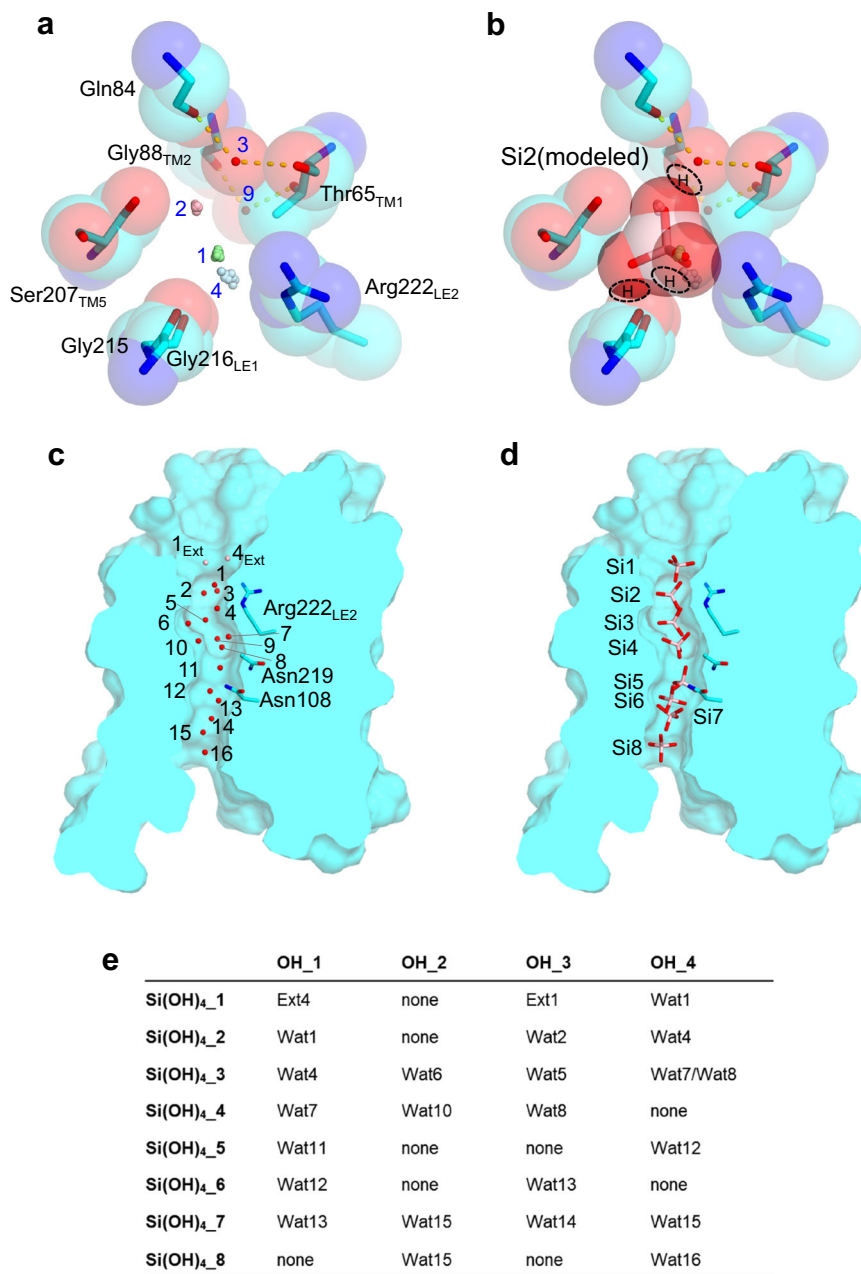 a
Gln84
3
Gly88TM2
9
Thr65TM1
2
1
4
Ser207TM5
Arg222LE2
Gly215
Gly216LE1
b
Si2(modeled)
H
H
H
c
1Ext
4Ext
1
2
3
5
4
Arg222LE2
6
7
9
10
8
11
Asn219
12
Asn108
13
14
15
16
d
Si1
Si2
Si3
Si4
Si5
Si6
Si7
Si8
e
OH_1 OH_2 OH_3 OH_4
Si(OH)₄_1 Ext4 none Ext1 Wat1
Si(OH)₄_2 Wat1 none Wat2 Wat4
Si(OH)₄_3 Wat4 Wat6 Wat5 Wat7/Wat8
Si(OH)₄_4 Wat7 Wat10 Wat8 none
Si(OH)₄_5 Wat11 none none Wat12
Si(OH)₄_6 Wat12 none Wat13 none
Si(OH)₄_7 Wat13 Wat15 Wat14 Wat15
Si(OH)₄_8 none Wat15 none Wat16